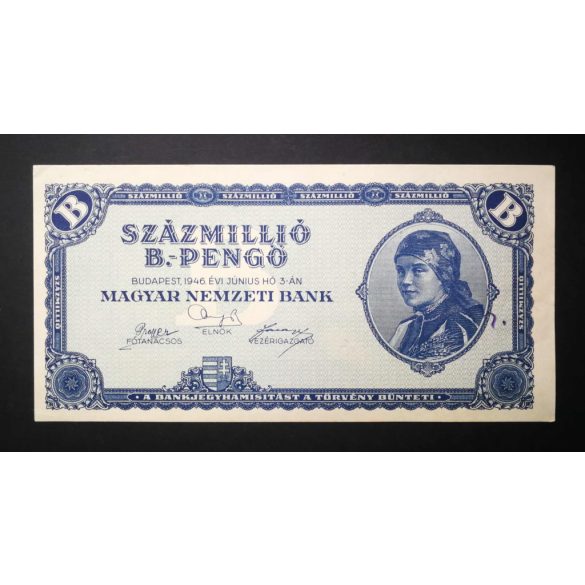 SZÁZMILLIÓ SZÁZMILLIÓ SZÁZMILLIÓ
B B
SZÁZMILLIÓ
B.-PENGŐ
BUDAPEST, 1946. ÉVI JÚNIUS HÓ 3-ÁN
MAGYAR NEMZETI BANK
FŐTANÁCSOS ELNÖK VEZÉRIGAZGATÓ
SZÁZMILLIÓ SZÁZMILLIÓ
A BANKJEGYHAMISÍTÁST A TÖRVÉNY BÜNTETI